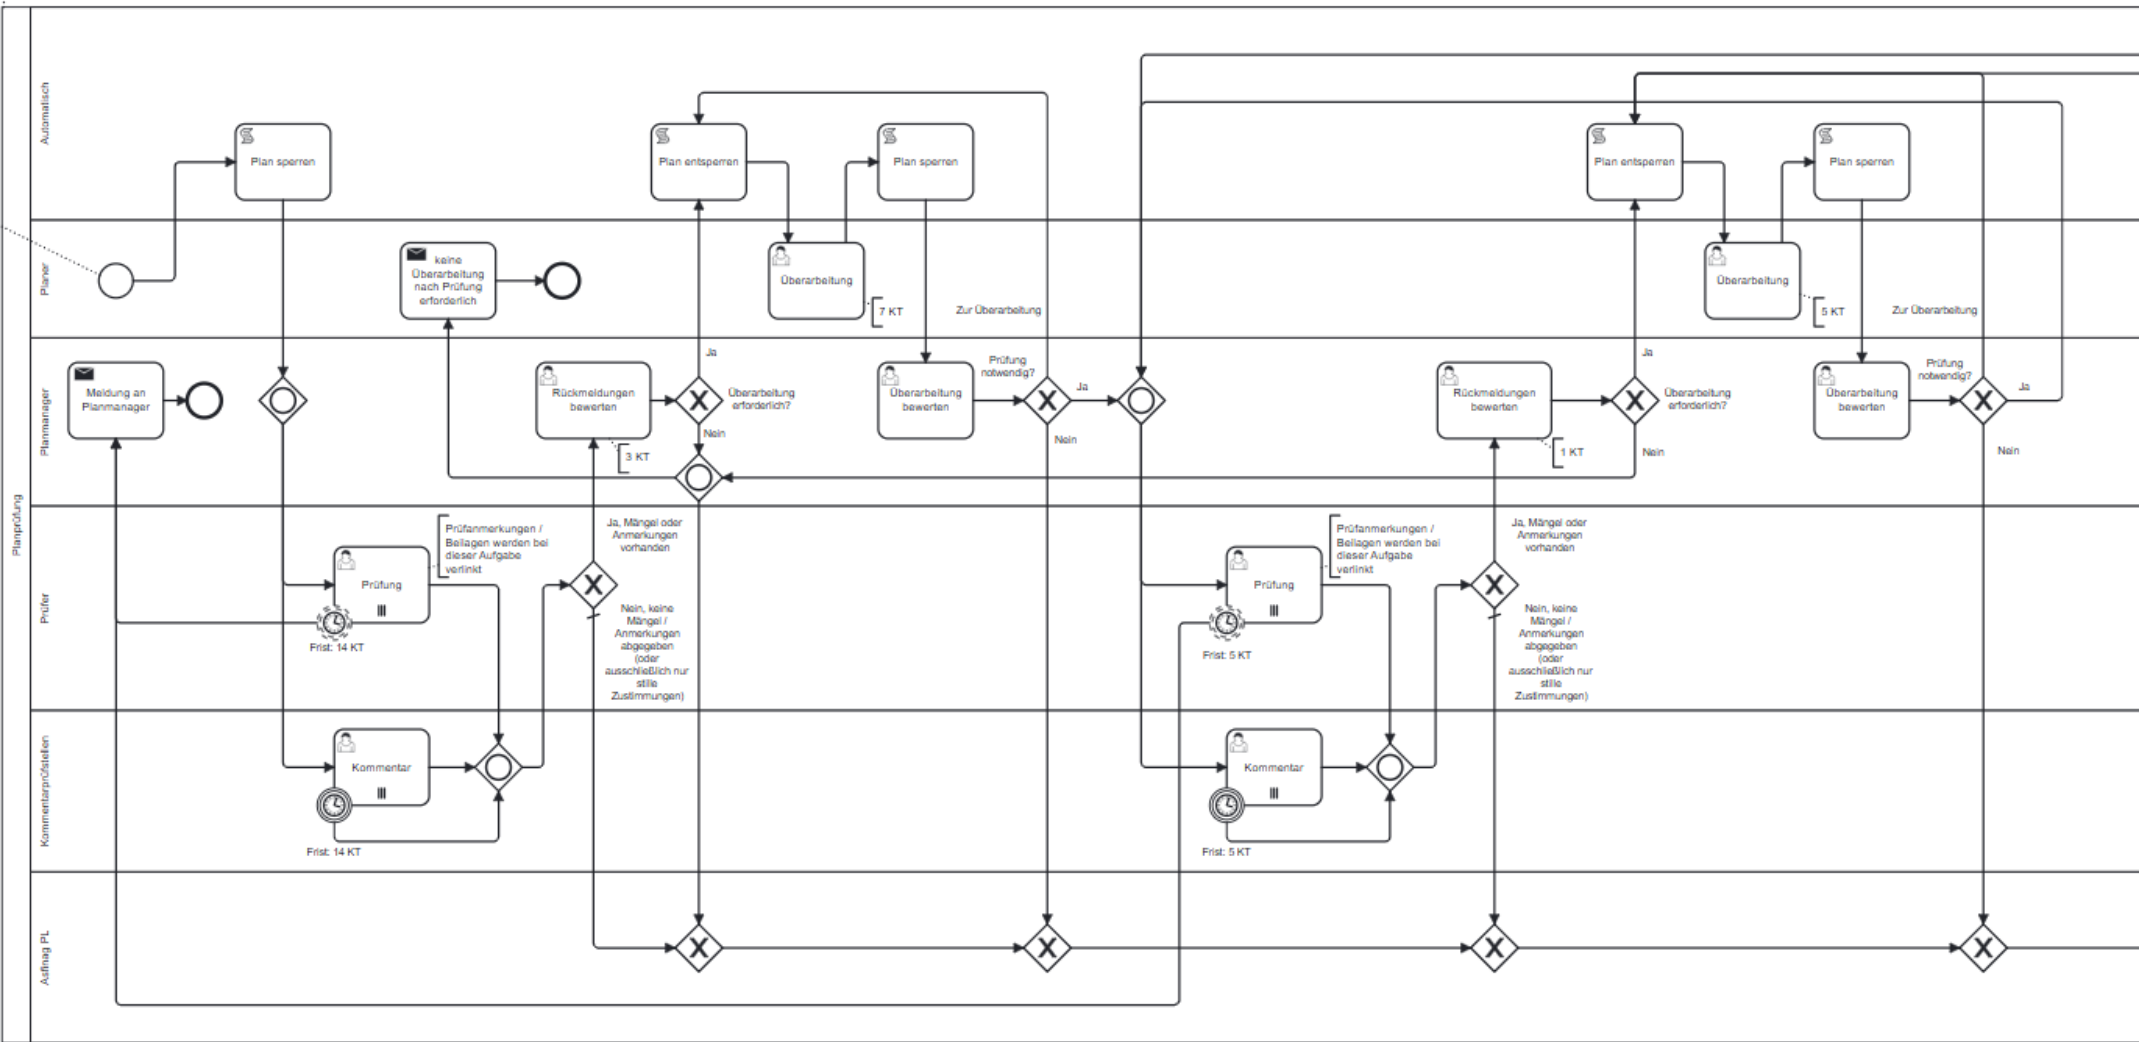 Planprüfung
Automatisch
Plan sperren
Plan entsperren
Plan sperren
Plan entsperren
Plan sperren
Planer
keine
Überarbeitung
nach Prüfung
erforderlich
Überarbeitung
7 KT
Zur Überarbeitung
Überarbeitung
5 KT
Zur Überarbeitung
Planmanager
Meldung an
Planmanager
Rückmeldungen
bewerten
3 KT
Ja
Überarbeitung
erforderlich?
Nein
Überarbeitung
bewerten
Prüfung
notwendig?
Ja
Nein
Rückmeldungen
bewerten
1 KT
Ja
Überarbeitung
erforderlich?
Nein
Überarbeitung
bewerten
Prüfung
notwendig?
Ja
Nein
Prüfer
Prüfung
Frist: 14 KT
Prüfanmerkungen /
Beilagen werden bei
dieser Aufgabe
verlinkt
Ja, Mängel oder
Anmerkungen
vorhanden
Nein, keine
Mängel /
Anmerkungen
abgegeben
(oder
ausschließlich nur
stille
Zustimmungen)
Prüfung
Frist: 5 KT
Prüfanmerkungen /
Beilagen werden bei
dieser Aufgabe
verlinkt
Ja, Mängel oder
Anmerkungen
vorhanden
Nein, keine
Mängel /
Anmerkungen
abgegeben
(oder
ausschließlich nur
stille
Zustimmungen)
Kommentarprüfstellen
Kommentar
Frist: 14 KT
Kommentar
Frist: 5 KT
Asfinag PL